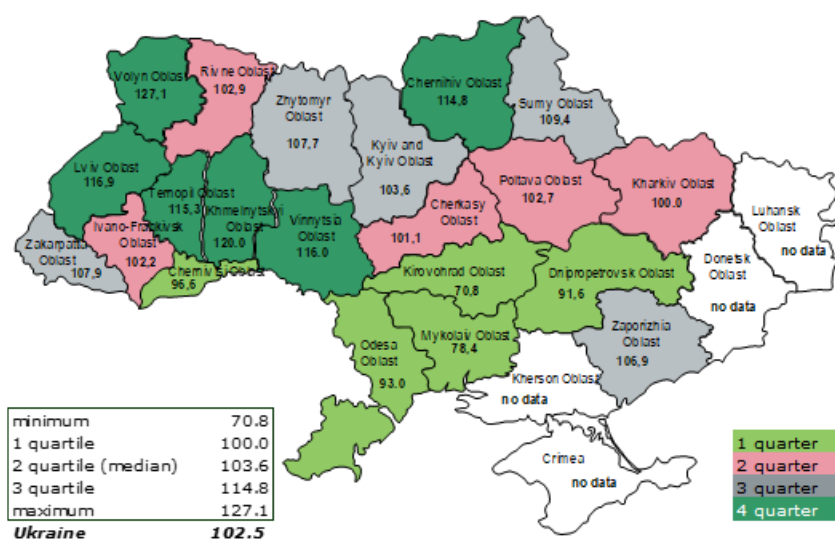 Volyn Oblast
127,1
Rivne Oblast
102,9
Zhytomyr
Oblast
107,7
Kyiv and
Kyiv Oblast
103,6
Chernihiv Oblast
114,8
Sumy Oblast
109,4
Lviv Oblast
116,9
Ternopil Oblast
115,3
Khmelnytskyi
Oblast
120.0
Vinnytsia
Oblast
116.0
Cherkasy
Oblast
101,1
Poltava Oblast
102,7
Kharkiv Oblast
100.0
Luhansk
Oblast
no data
Donetsk
Oblast
no data
Zakarpattia
Oblast
107,9
Ivano-Frankivsk
Oblast
102,2
Chernivtsi Oblast
96,6
Kirovohrad Oblast
70,8
Dnipropetrovsk Oblast
91,6
Zaporizhia
Oblast
106,9
Odesa
Oblast
93.0
Mykolaiv Oblast
78,4
Kherson Oblast
no data
Crimea
no data
minimum 70.8
1 quartile 100.0
2 quartile (median) 103.6
3 quartile 114.8
maximum 127.1
Ukraine 102.5
1 quarter
2 quarter
3 quarter
4 quarter